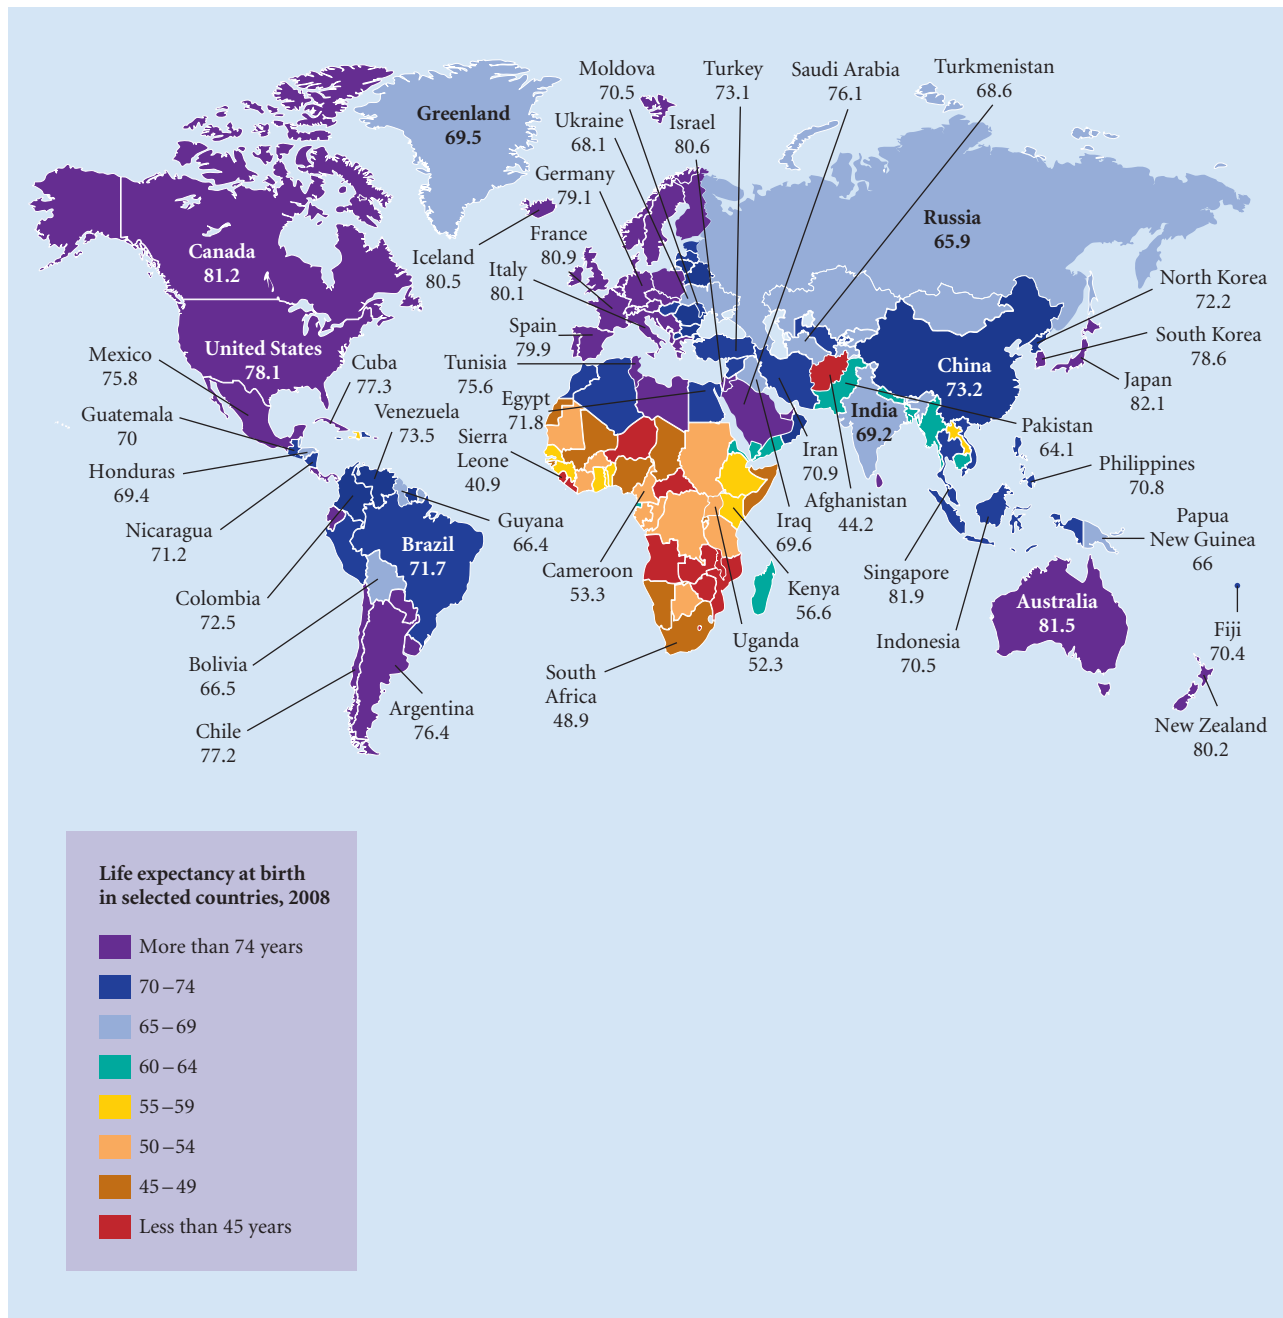 Greenland
69.5
Moldova
70.5
Turkey
73.1
Saudi Arabia
76.1
Turkmenistan
68.6
Ukraine
68.1
Israel
80.6
Germany
79.1
Russia
65.9
France
80.9
Iceland
80.5
Canada
81.2
Italy
80.1
North Korea
72.2
Spain
79.9
South Korea
78.6
United States
78.1
Mexico
75.8
Cuba
77.3
Tunisia
75.6
China
73.2
Japan
82.1
Guatemala
70
Venezuela
73.5
Egypt
71.8
India
69.2
Pakistan
64.1
Sierra
Leone
40.9
Iran
70.9
Honduras
69.4
Philippines
70.8
Afghanistan
44.2
Nicaragua
71.2
Guyana
66.4
Iraq
69.6
Papua
New Guinea
66
Brazil
71.7
Cameroon
53.3
Singapore
81.9
Kenya
56.6
Colombia
72.5
Australia
81.5
Uganda
52.3
Indonesia
70.5
Fiji
70.4
Bolivia
66.5
South
Africa
48.9
Argentina
76.4
Chile
77.2
New Zealand
80.2
Life expectancy at birth
in selected countries, 2008
More than 74 years
70–74
65–69
60–64
55–59
50–54
45–49
Less than 45 years